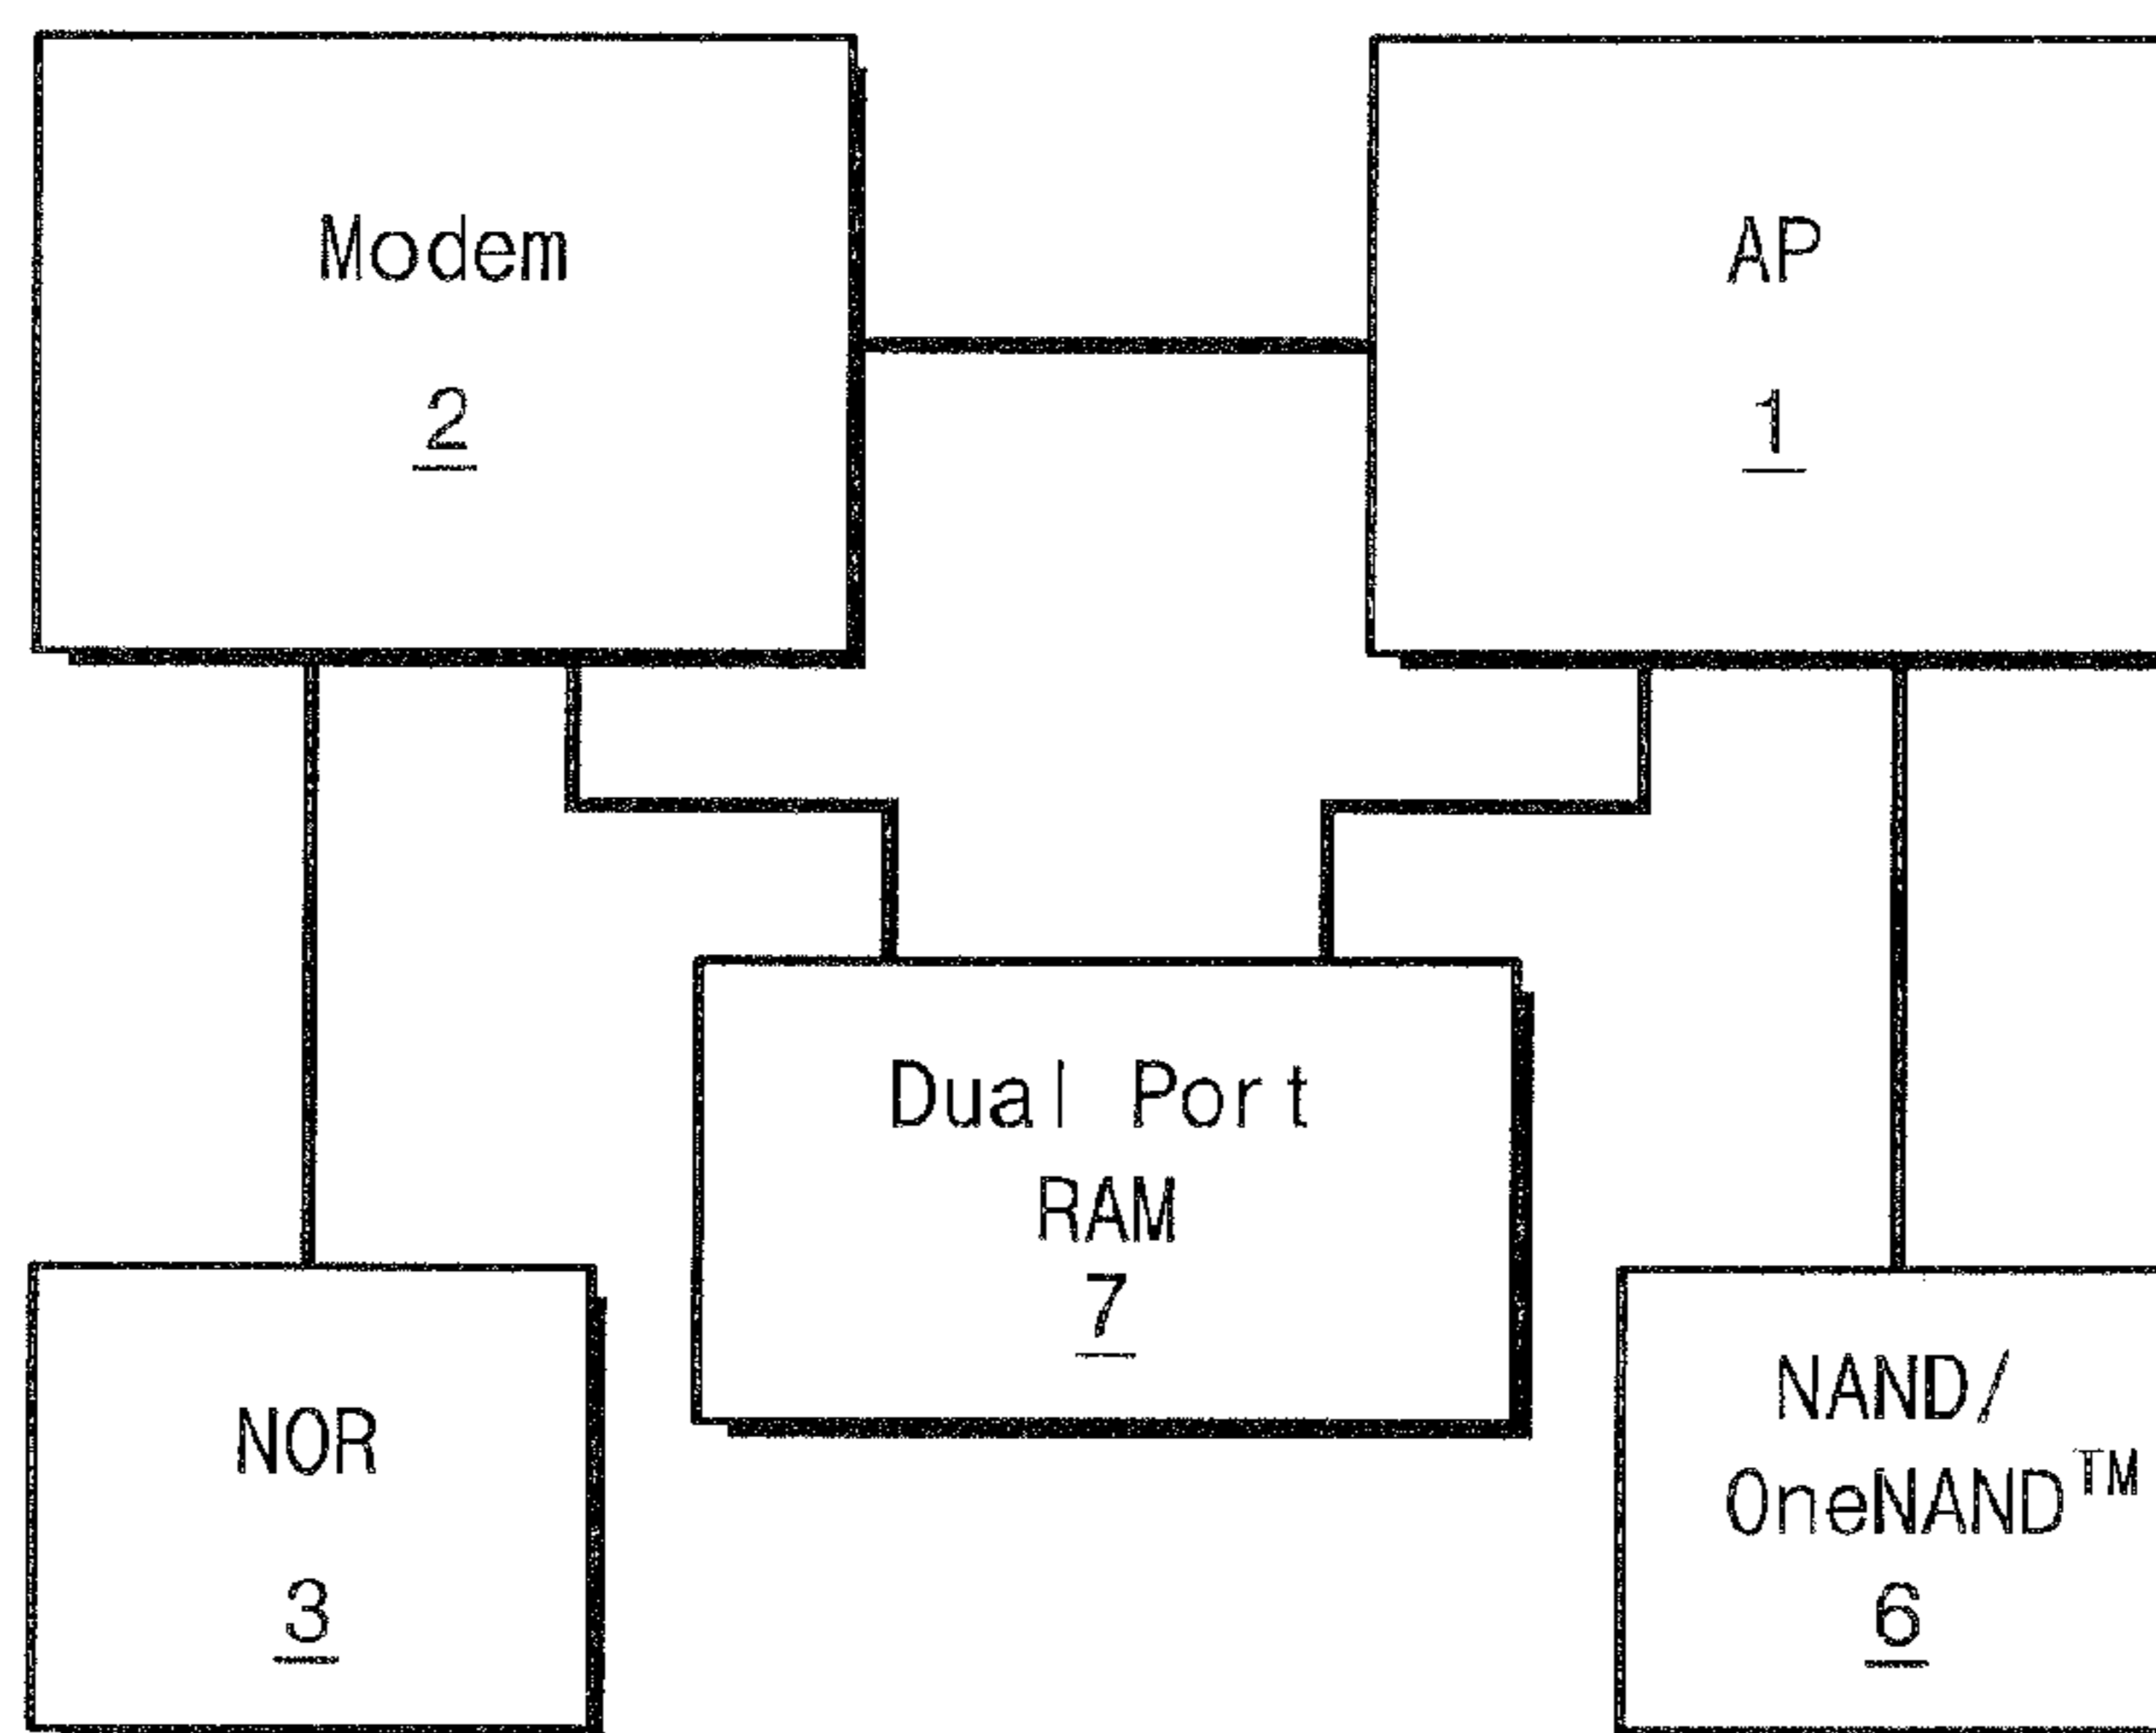 Modem
2
AP
1
Dual Port
RAM
7
NOR
3
NAND/
OneNAND™
6